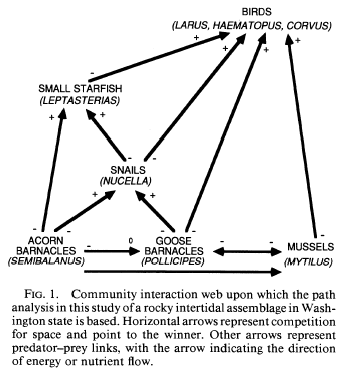 BIRDS
(LARUS, HAEMATOPUS, CORVUS)
+ + + +
-
SMALL STARFISH
(LEPTASTERIAS)
+ +
- -
SNAILS
(NUCELLA)
+ +
- - - - -
ACORN
BARNACLES
(SEMIBALANUS)
- 0
GOOSE
BARNACLES
(POLLICIPES)
- -
MUSSELS
(MYTILUS)
FIG. 1. Community interaction web upon which the path
analysis in this study of a rocky intertidal assemblage in Wash-
ington state is based. Horizontal arrows represent competition
for space and point to the winner. Other arrows represent
predator–prey links, with the arrow indicating the direction
of energy or nutrient flow.